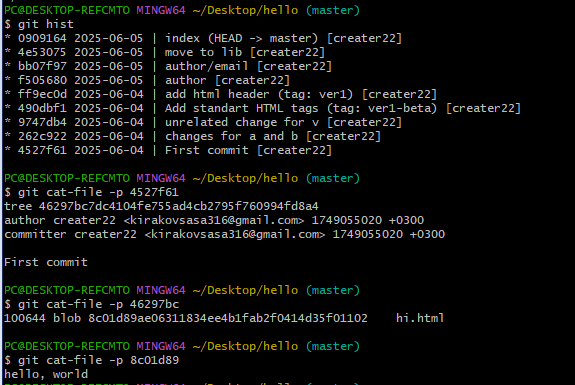 PC@DESKTOP-REFCMTO MINGW64 ~/Desktop/hello (master)
$ git hist
* 0909164 2025-06-05 | index (HEAD -> master) [creater22]
* 4e53075 2025-06-05 | move to lib [creater22]
* bb07f97 2025-06-05 | author/email [creater22]
* f505680 2025-06-05 | author [creater22]
* ff9ec0d 2025-06-04 | add html header (tag: ver1) [creater22]
* 490dbf1 2025-06-04 | Add standart HTML tags (tag: ver1-beta) [creater22]
* 9747db4 2025-06-04 | unrelated change for v [creater22]
* 262c922 2025-06-04 | changes for a and b [creater22]
* 4527f61 2025-06-04 | First commit [creater22]
PC@DESKTOP-REFCMTO MINGW64 ~/Desktop/hello (master)
$ git cat-file -p 4527f61
tree 46297bc7dc4104fe755ad4cb2795f760994fd8a4
author creater22 <kirakovsasa316@gmail.com> 1749055020 +0300
committer creater22 <kirakovsasa316@gmail.com> 1749055020 +0300
First commit
PC@DESKTOP-REFCMTO MINGW64 ~/Desktop/hello (master)
$ git cat-file -p 46297bc
100644 blob 8c01d89ae06311834ee4b1fab2f0414d35f01102    hi.html
PC@DESKTOP-REFCMTO MINGW64 ~/Desktop/hello (master)
$ git cat-file -p 8c01d89
hello, world